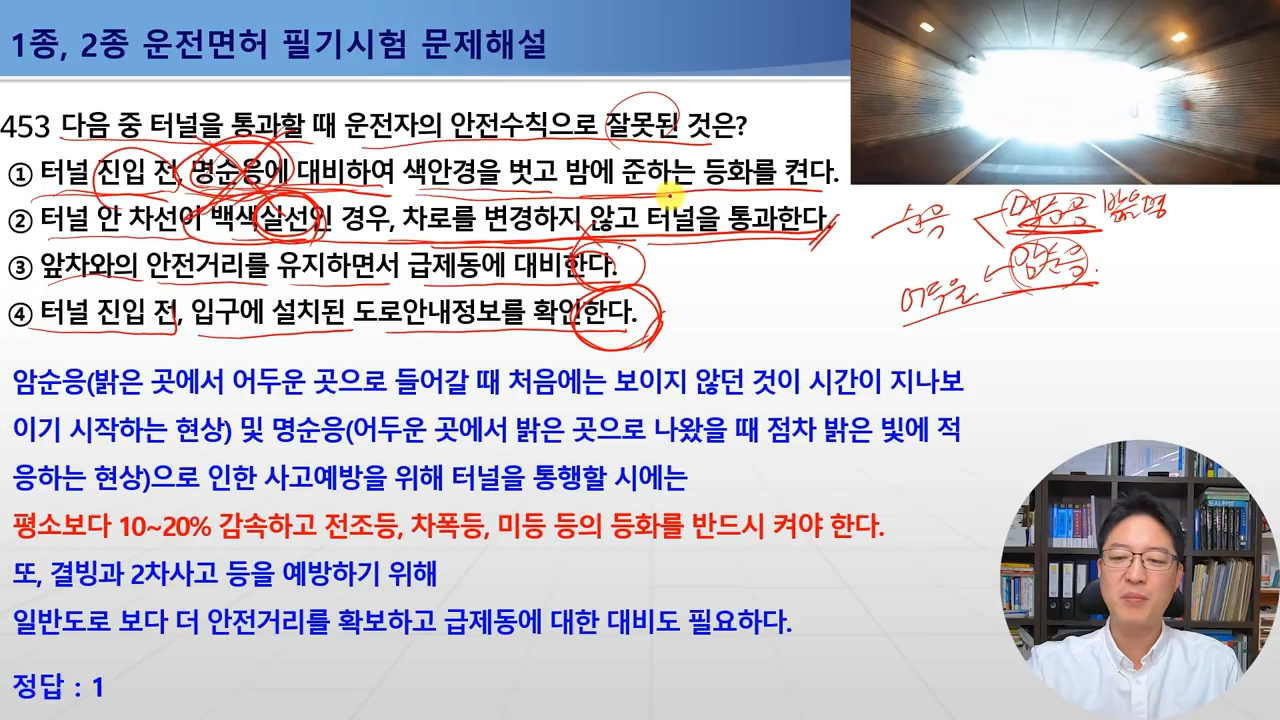 1종, 2종 운전면허 필기시험 문제해설
453 다음 중 터널을 통과할 때 운전자의 안전수칙으로 잘못된 것은?
① 터널 진입 전, 명순응에 대비하여 색안경을 벗고 밤에 준하는 등화를 켠다.
② 터널 안 차선이 백색실선인 경우, 차로를 변경하지 않고 터널을 통과한다.
③ 앞차와의 안전거리를 유지하면서 급제동에 대비한다.
④ 터널 진입 전, 입구에 설치된 도로안내정보를 확인한다.
순응
명순응 밝은
암순응
어두울
암순응(밝은 곳에서 어두운 곳으로 들어갈 때 처음에는 보이지 않던 것이 시간이 지나보
이기 시작하는 현상) 및 명순응(어두운 곳에서 밝은 곳으로 나왔을 때 점차 밝은 빛에 적
응하는 현상)으로 인한 사고예방을 위해 터널을 통행할 시에는
평소보다 10~20% 감속하고 전조등, 차폭등, 미등 등의 등화를 반드시 켜야 한다.
또, 결빙과 2차사고 등을 예방하기 위해
일반도로 보다 더 안전거리를 확보하고 급제동에 대한 대비도 필요하다.
정답 : 1